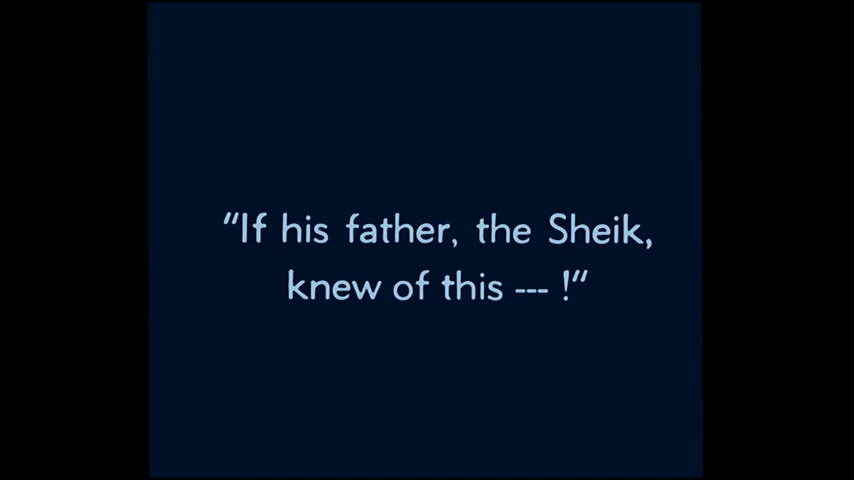 “If his father, the Sheik,
knew of this --- !”